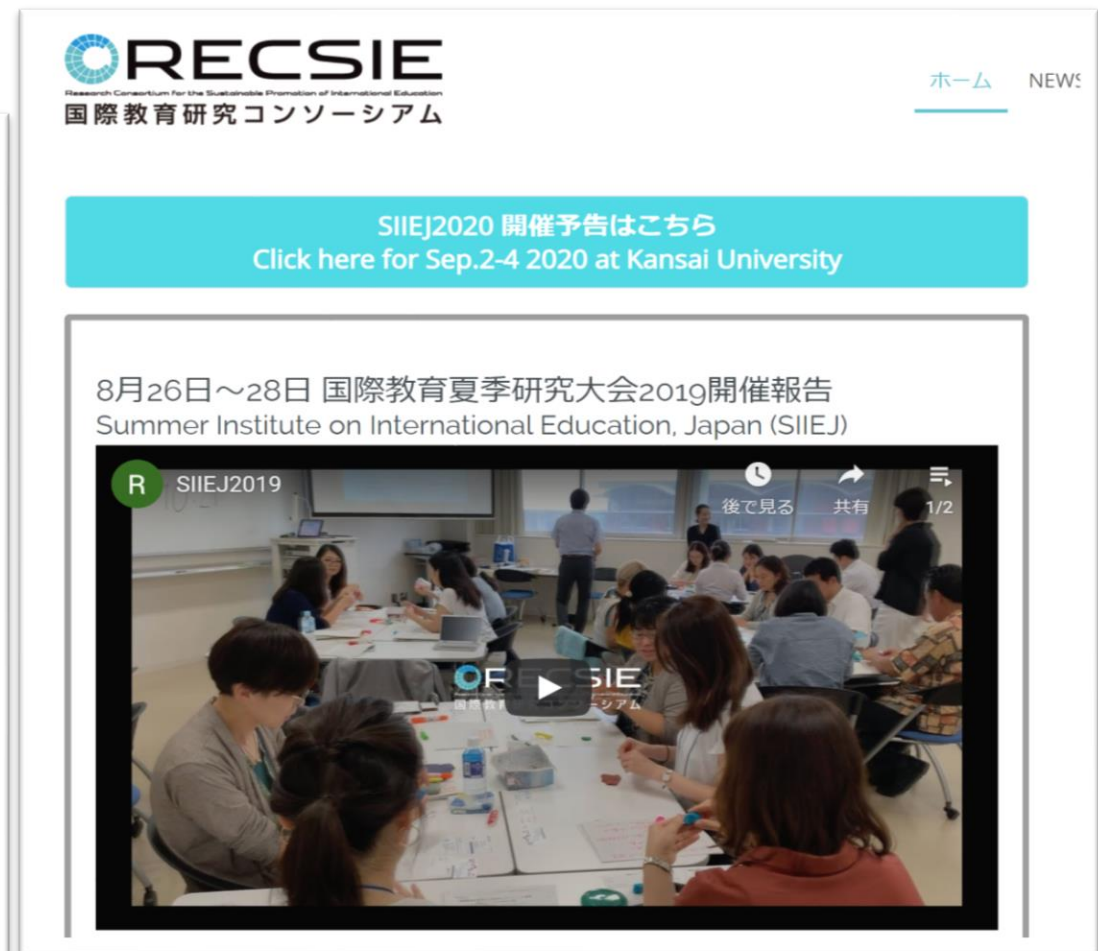 RECSIE
Research Consortium for the Sustainable Promotion of International Education
国際教育研究コンソーシアム
ホーム NEWS
SIIEJ2020 開催予告はこちら
Click here for Sep.2-4 2020 at Kansai University
8月26日～28日 国際教育夏季研究大会2019開催報告
Summer Institute on International Education, Japan (SIIEJ)
R SIIEJ2019
後で見る 共有 1/2